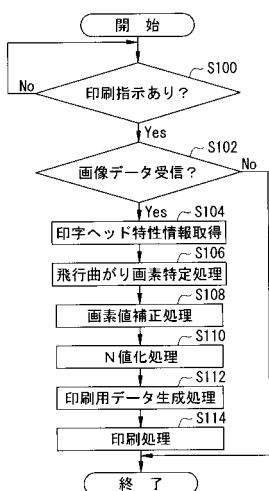 開 始
S100
印刷指示あり?
No
Yes
S102
画像データ受信?
No
Yes
S104
印字ヘッド特性情報取得
S106
飛行曲がり画素特定処理
S108
画素値補正処理
S110
N値化処理
S112
印刷用データ生成処理
S114
印刷処理
終 了